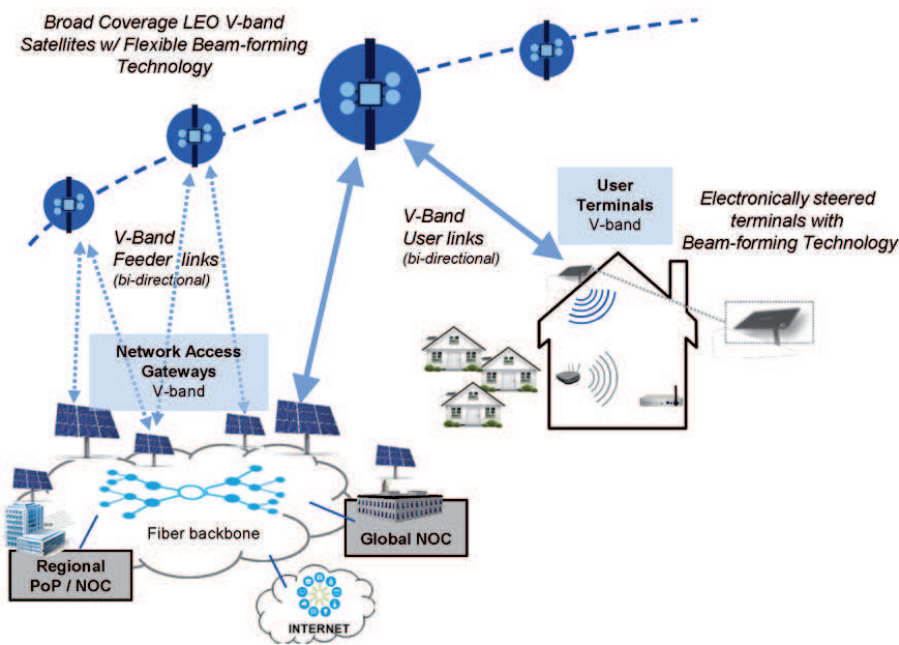 Broad Coverage LEO V-band
Satellites w/ Flexible Beam-forming
Technology
User
Terminals
V-band
Electronically steered
terminals with
Beam-forming Technology
V-Band
User links
(bi-directional)
V-Band
Feeder links
(bi-directional)
Network Access
Gateways
V-band
Fiber backbone
Global NOC
Regional
PoP / NOC
INTERNET